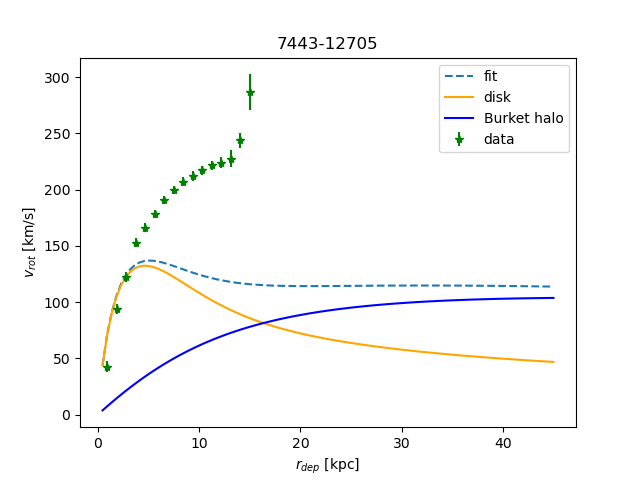 7443-12705
300
250
200
150
100
50
0
v_rot [km/s]
fit
disk
Burket halo
data
0 10 20 30 40
r_dep [kpc]